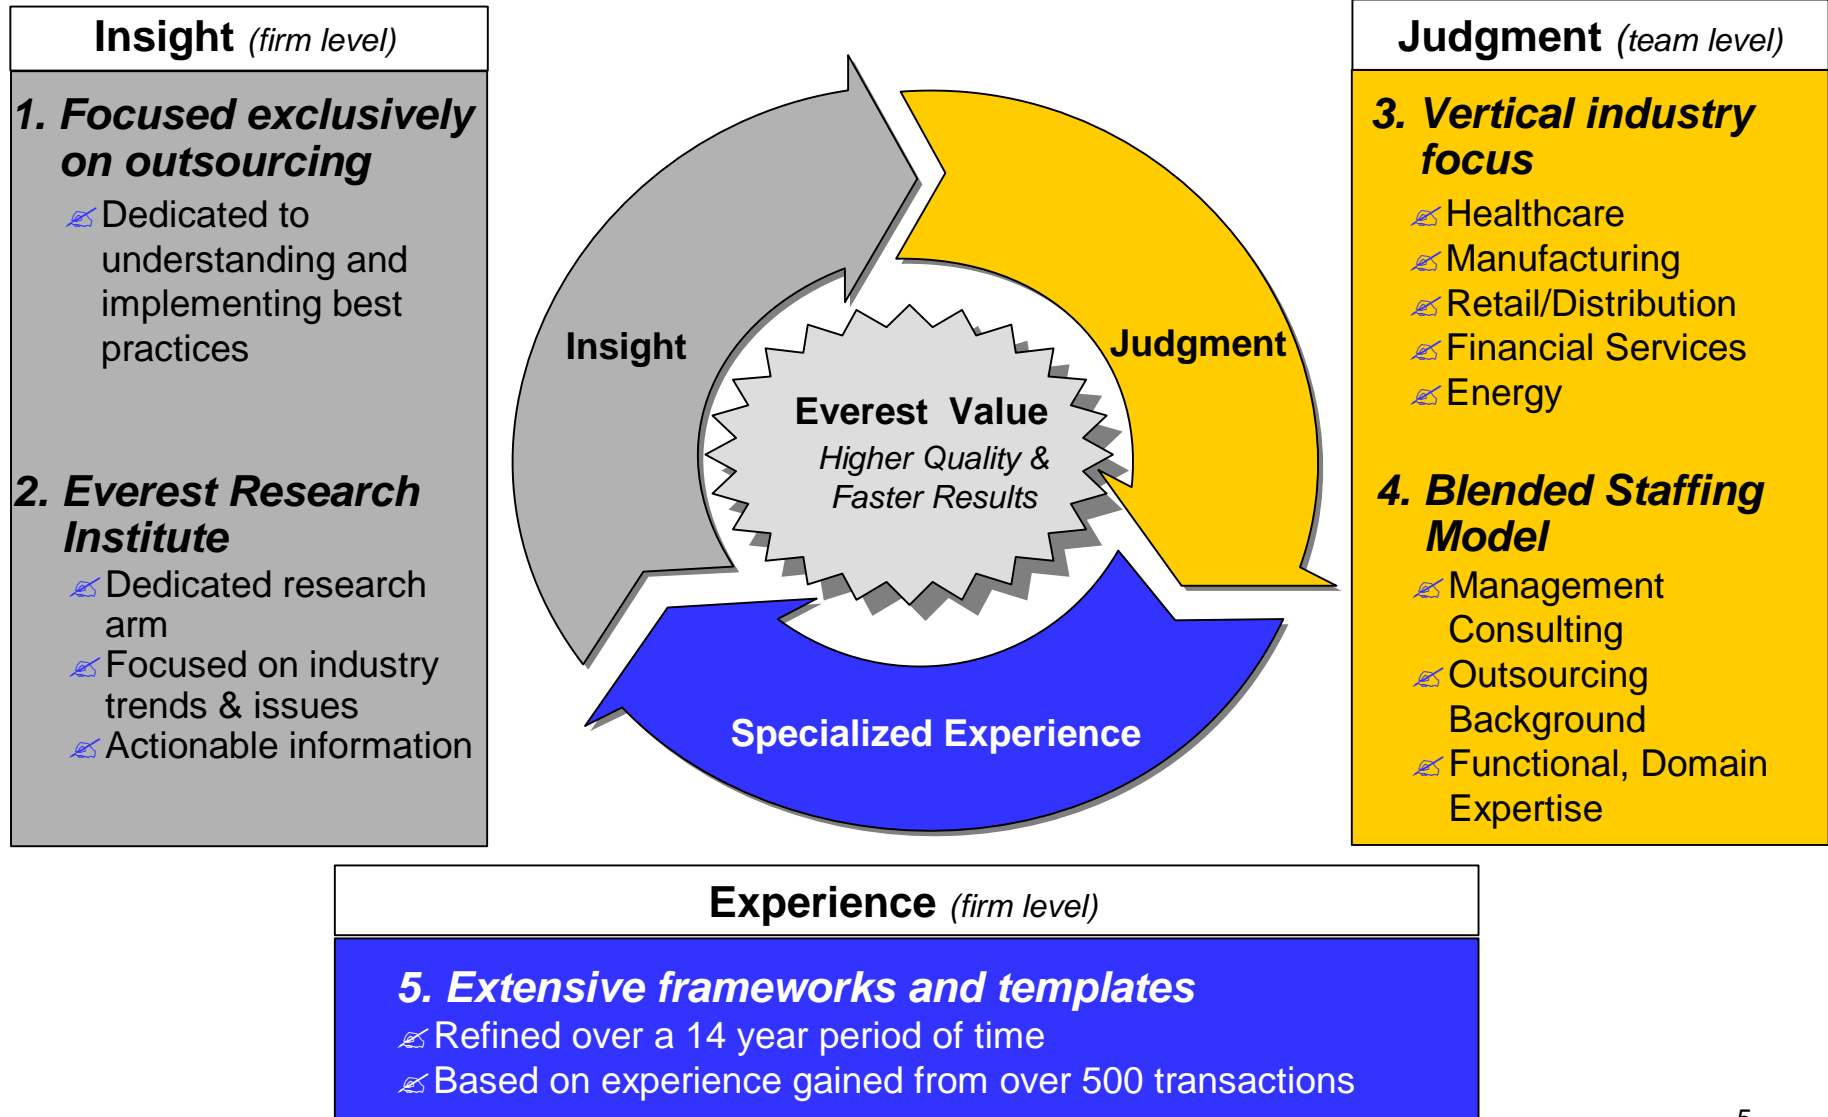 Insight (firm level)
1. Focused exclusively
on outsourcing
Dedicated to
understanding and
implementing best
practices
2. Everest Research
Institute
Dedicated research
arm
Focused on industry
trends & issues
Actionable information
Insight
Judgment
Everest Value
Higher Quality &
Faster Results
Specialized Experience
Judgment (team level)
3. Vertical industry
focus
Healthcare
Manufacturing
Retail/Distribution
Financial Services
Energy
4. Blended Staffing
Model
Management
Consulting
Outsourcing
Background
Functional, Domain
Expertise
Experience (firm level)
5. Extensive frameworks and templates
Refined over a 14 year period of time
Based on experience gained from over 500 transactions
5